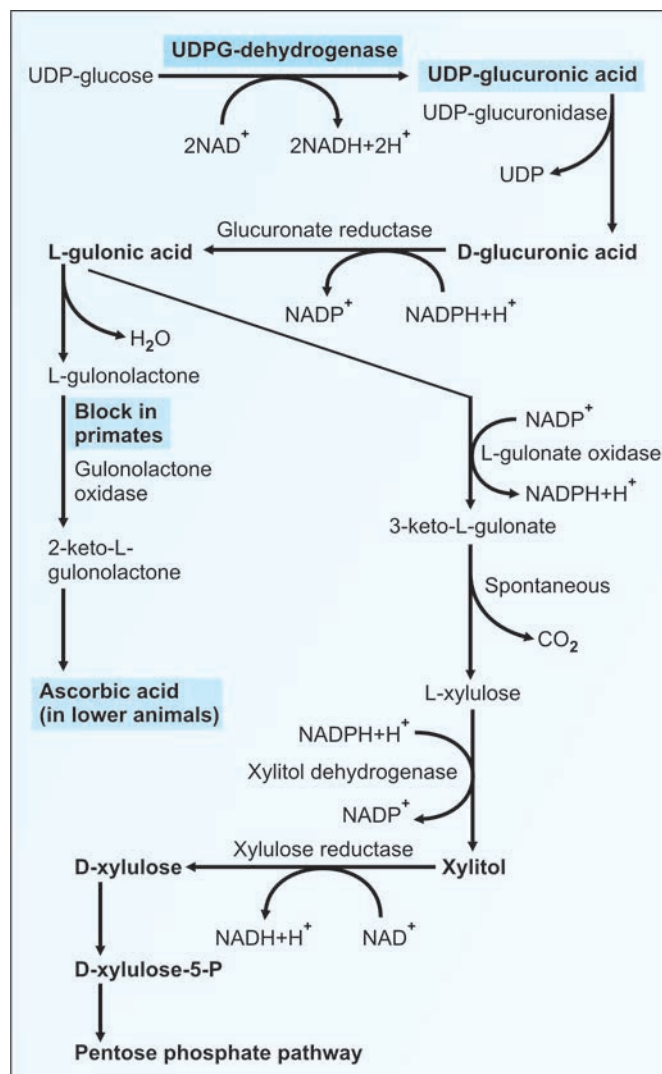 UDPG-dehydrogenase
UDP-glucose
UDP-glucuronic acid
2NAD⁺
2NADH+2H⁺
UDP-glucuronidase
UDP
Glucuronate reductase
L-gulonic acid
D-glucuronic acid
NADP⁺
NADPH+H⁺
H₂O
L-gulonolactone
Block in
primates
Gulonolactone
oxidase
2-keto-L-
gulonolactone
Ascorbic acid
(in lower animals)
NADP⁺
L-gulonate oxidase
NADPH+H⁺
3-keto-L-gulonate
Spontaneous
CO₂
L-xylulose
NADPH+H⁺
Xylitol dehydrogenase
NADP⁺
Xylulose reductase
D-xylulose
Xylitol
NADH+H⁺
NAD⁺
D-xylulose-5-P
Pentose phosphate pathway